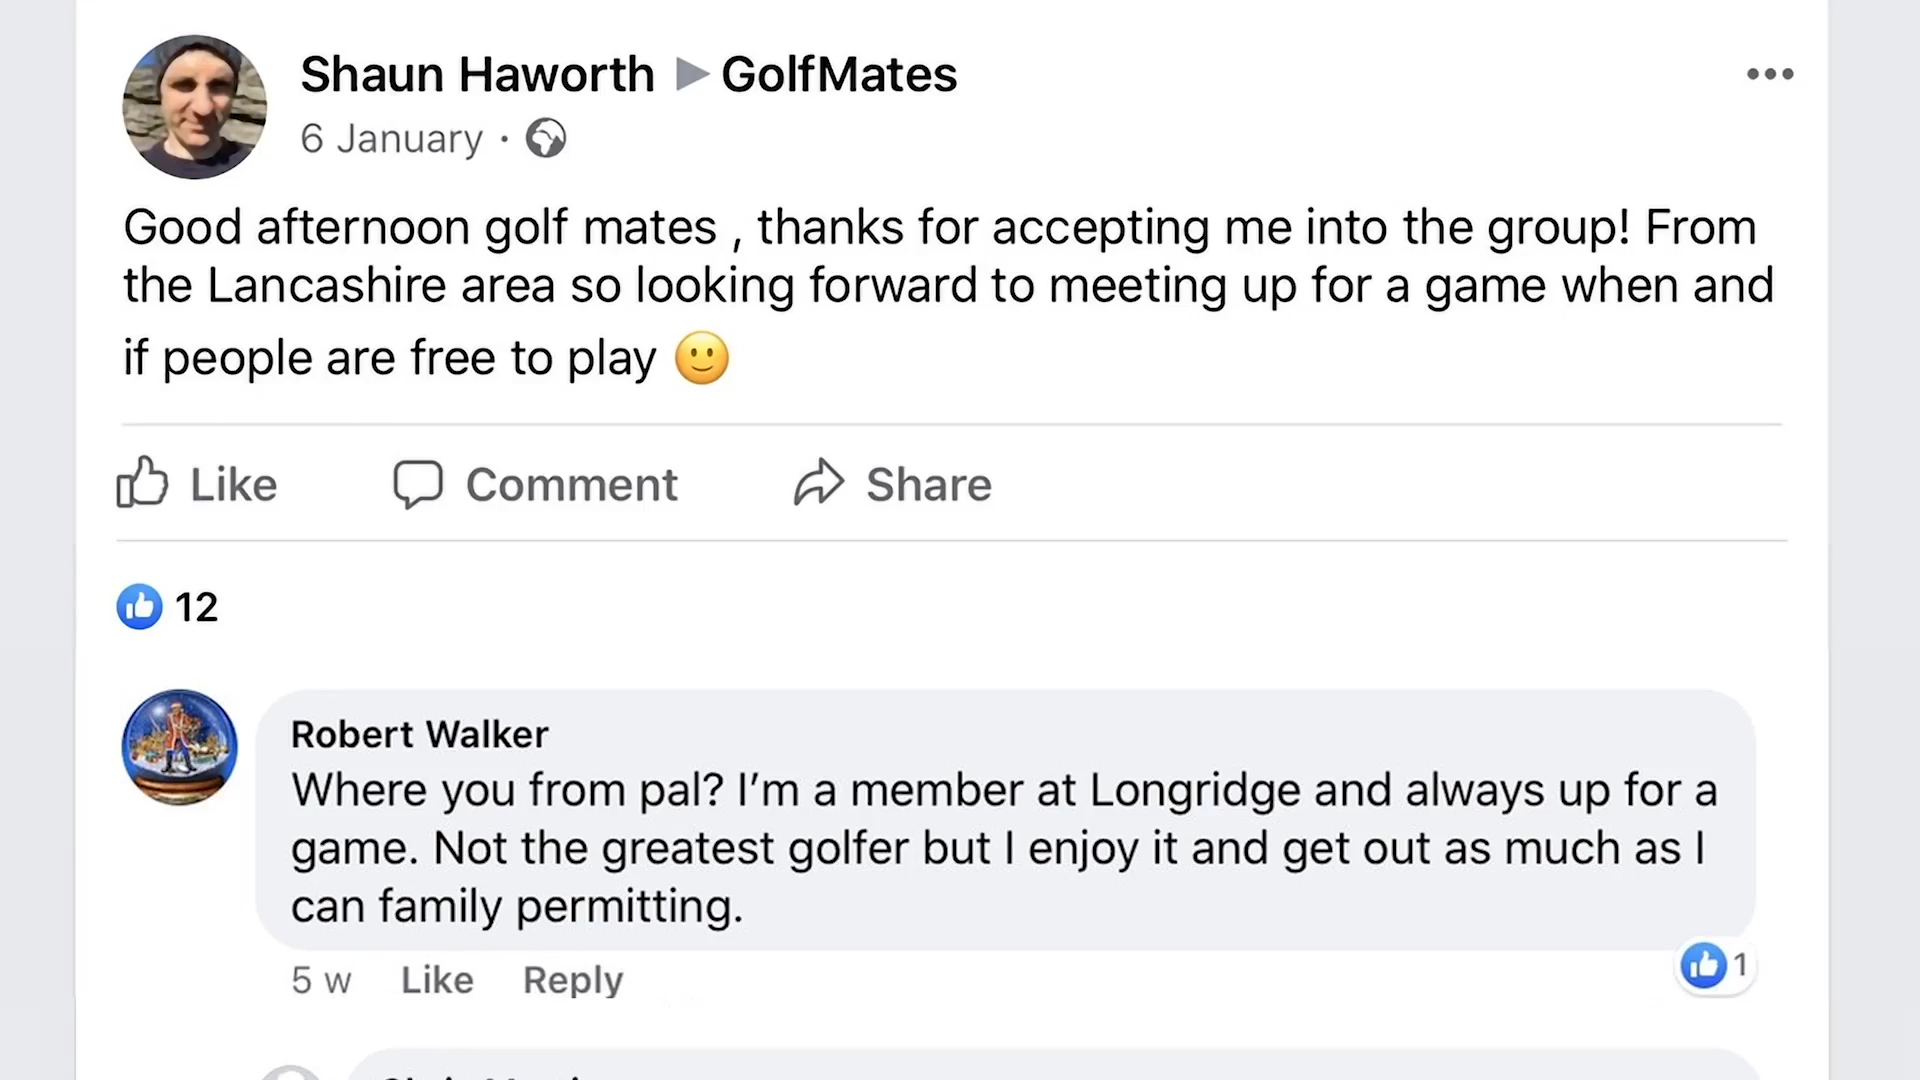 Shaun Haworth GolfMates
6 January ·
Good afternoon golf mates , thanks for accepting me into the group! From
the Lancashire area so looking forward to meeting up for a game when and
if people are free to play 🙂
Like Comment Share
12
Robert Walker
Where you from pal? I’m a member at Longridge and always up for a
game. Not the greatest golfer but I enjoy it and get out as much as I
can family permitting.
5 w Like Reply 1